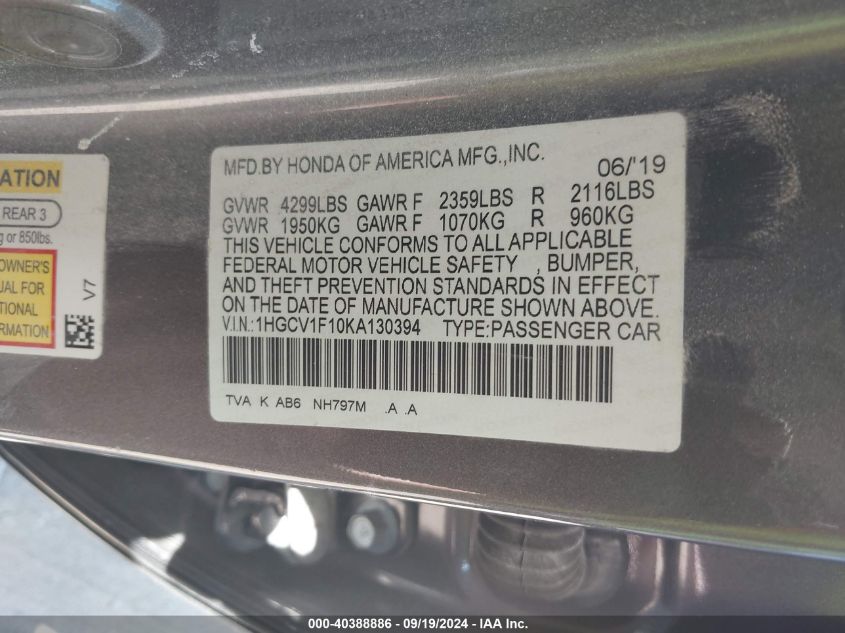 ATION
REAR 3
g or 850lbs.
OWNER'S
UAL FOR
TIONAL
MATION
V7
MFD.BY HONDA OF AMERICA MFG.,INC. 06/'19
GVWR 4299LBS GAWR F 2359LBS R 2116LBS
GVWR 1950KG GAWR F 1070KG R 960KG
THIS VEHICLE CONFORMS TO ALL APPLICABLE
FEDERAL MOTOR VEHICLE SAFETY , BUMPER,
AND THEFT PREVENTION STANDARDS IN EFFECT
ON THE DATE OF MANUFACTURE SHOWN ABOVE.
V.I.N.:1HGCV1F10KA130394 TYPE:PASSENGER CAR
TVA K AB6 NH797M .A .A
000-40388886 - 09/19/2024 - IAA Inc.